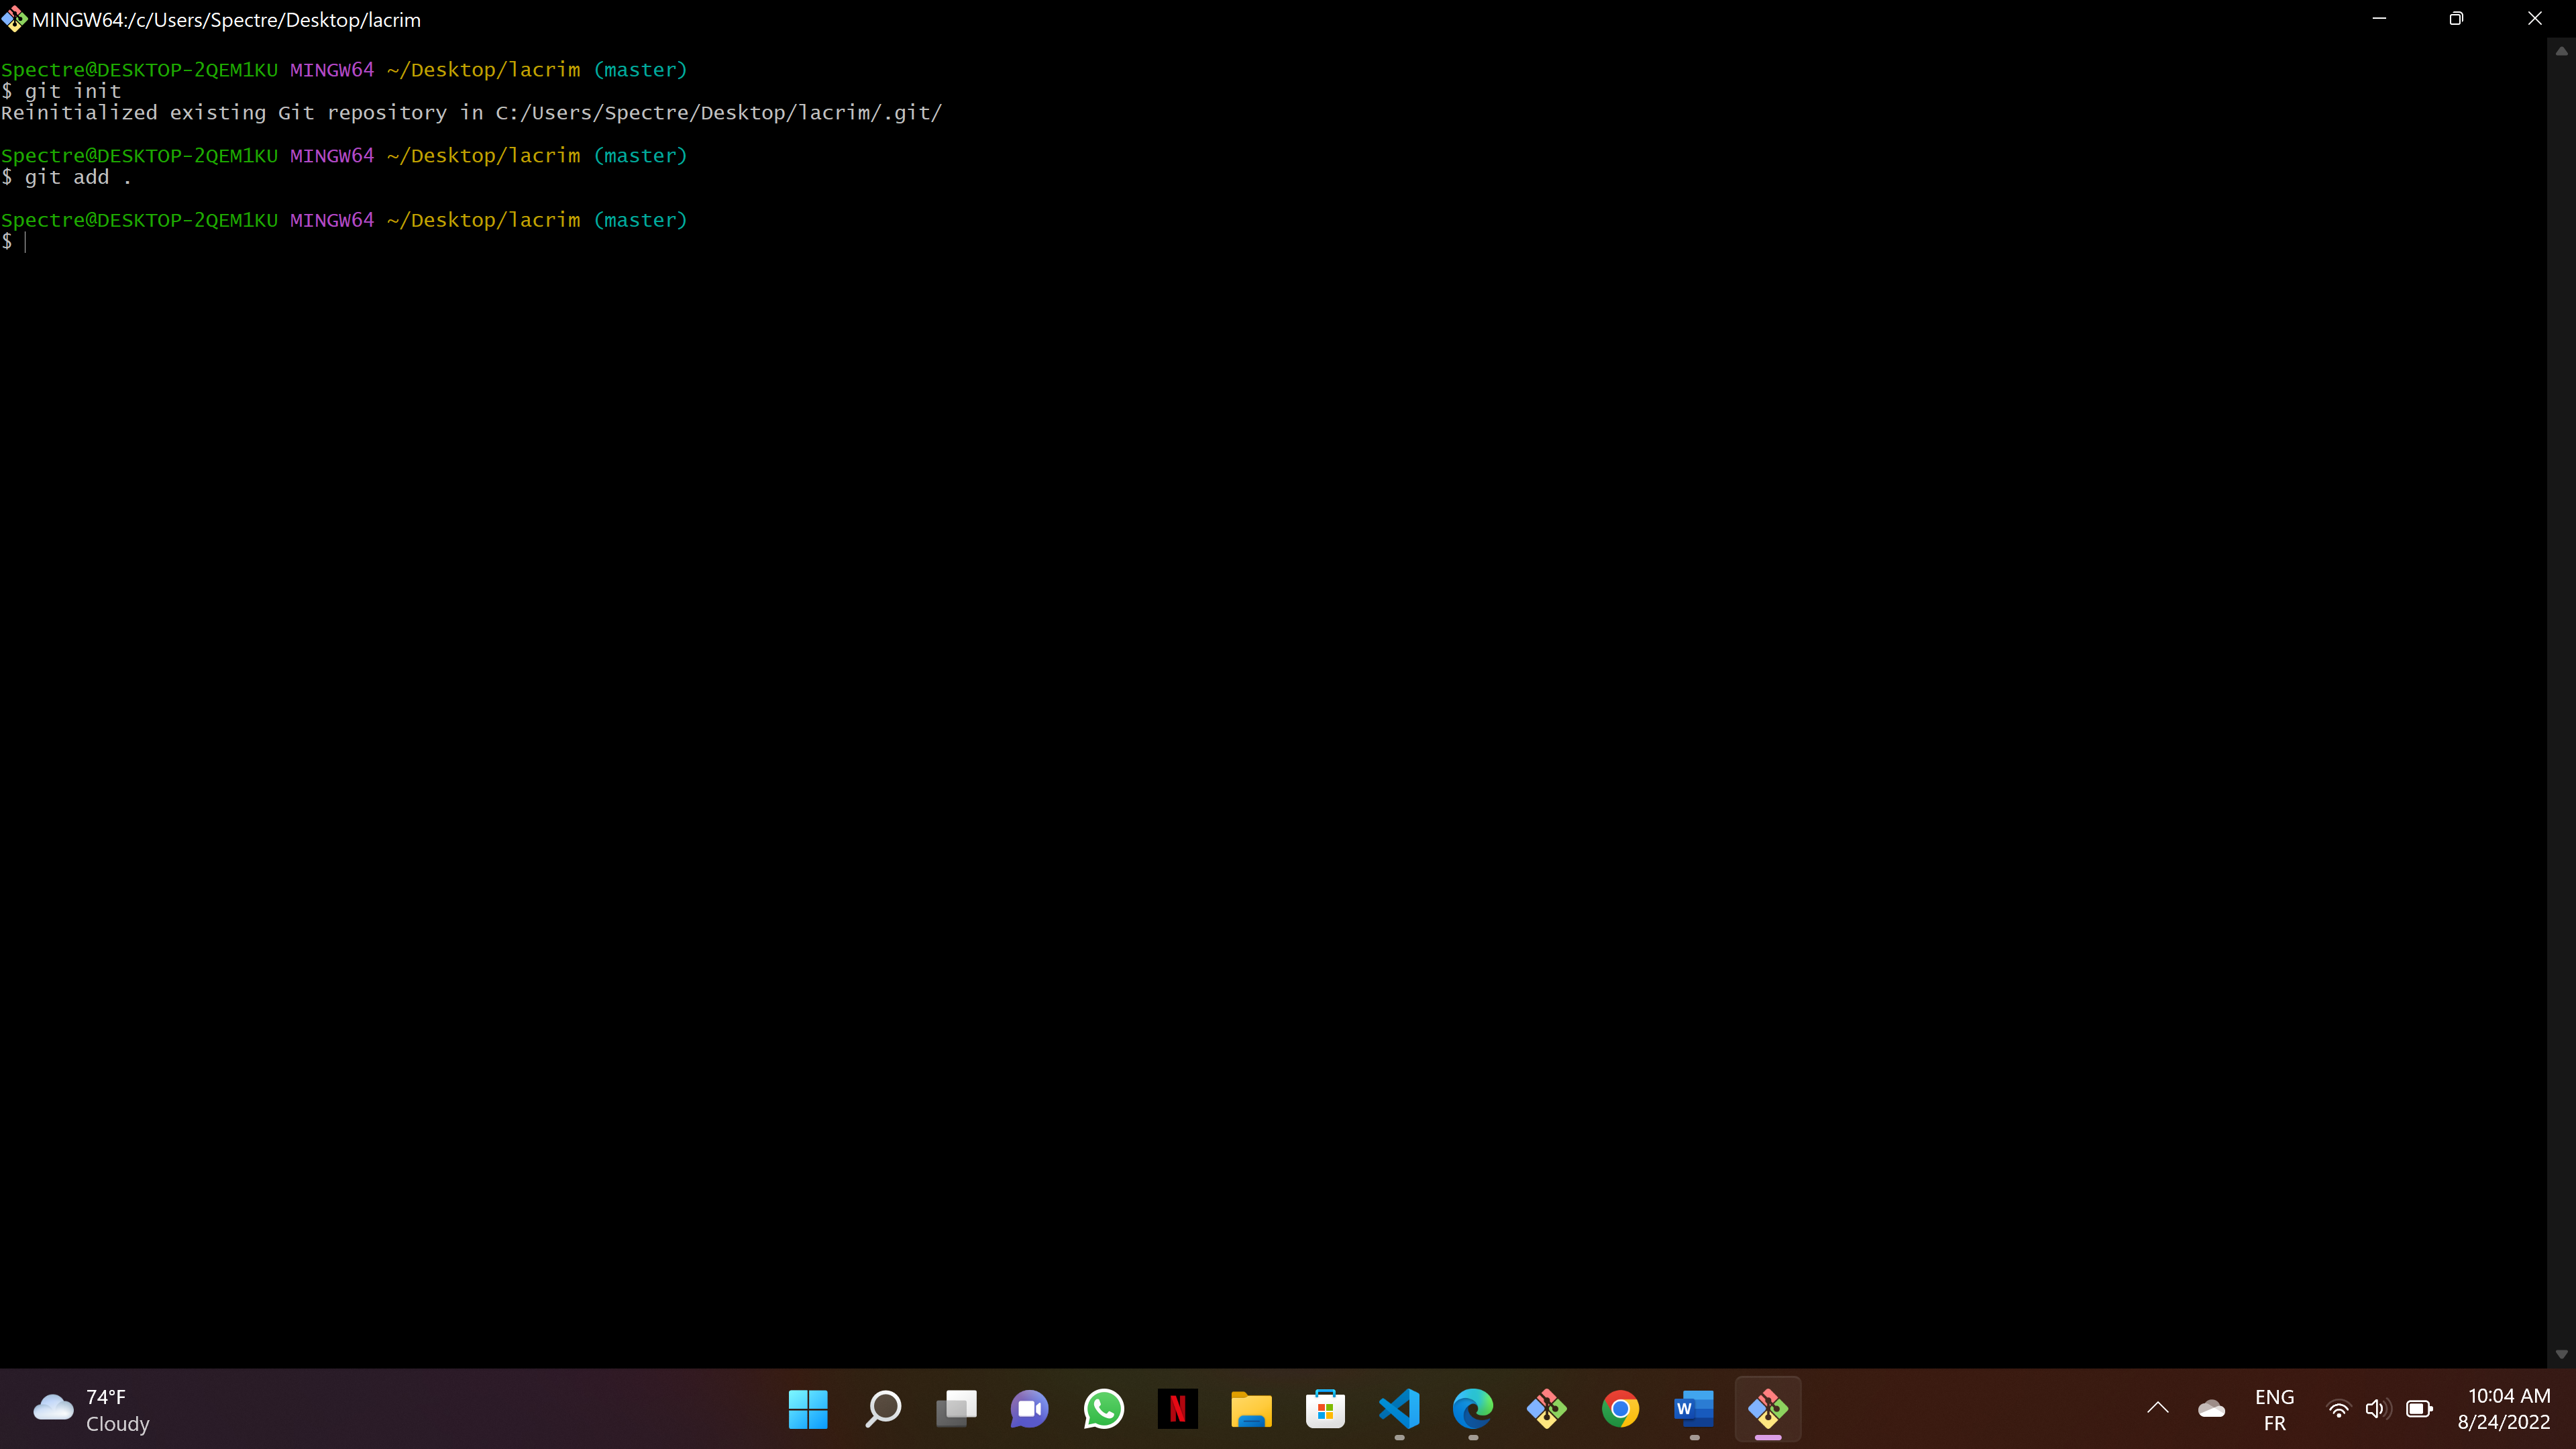 MINGW64:/c/Users/Spectre/Desktop/lacrim
Spectre@DESKTOP-2QEM1KU MINGW64 ~/Desktop/lacrim (master)
$ git init
Reinitialized existing Git repository in C:/Users/Spectre/Desktop/lacrim/.git/
Spectre@DESKTOP-2QEM1KU MINGW64 ~/Desktop/lacrim (master)
$ git add .
Spectre@DESKTOP-2QEM1KU MINGW64 ~/Desktop/lacrim (master)
$
74°F
Cloudy
N
W
ENG
FR
10:04 AM
8/24/2022